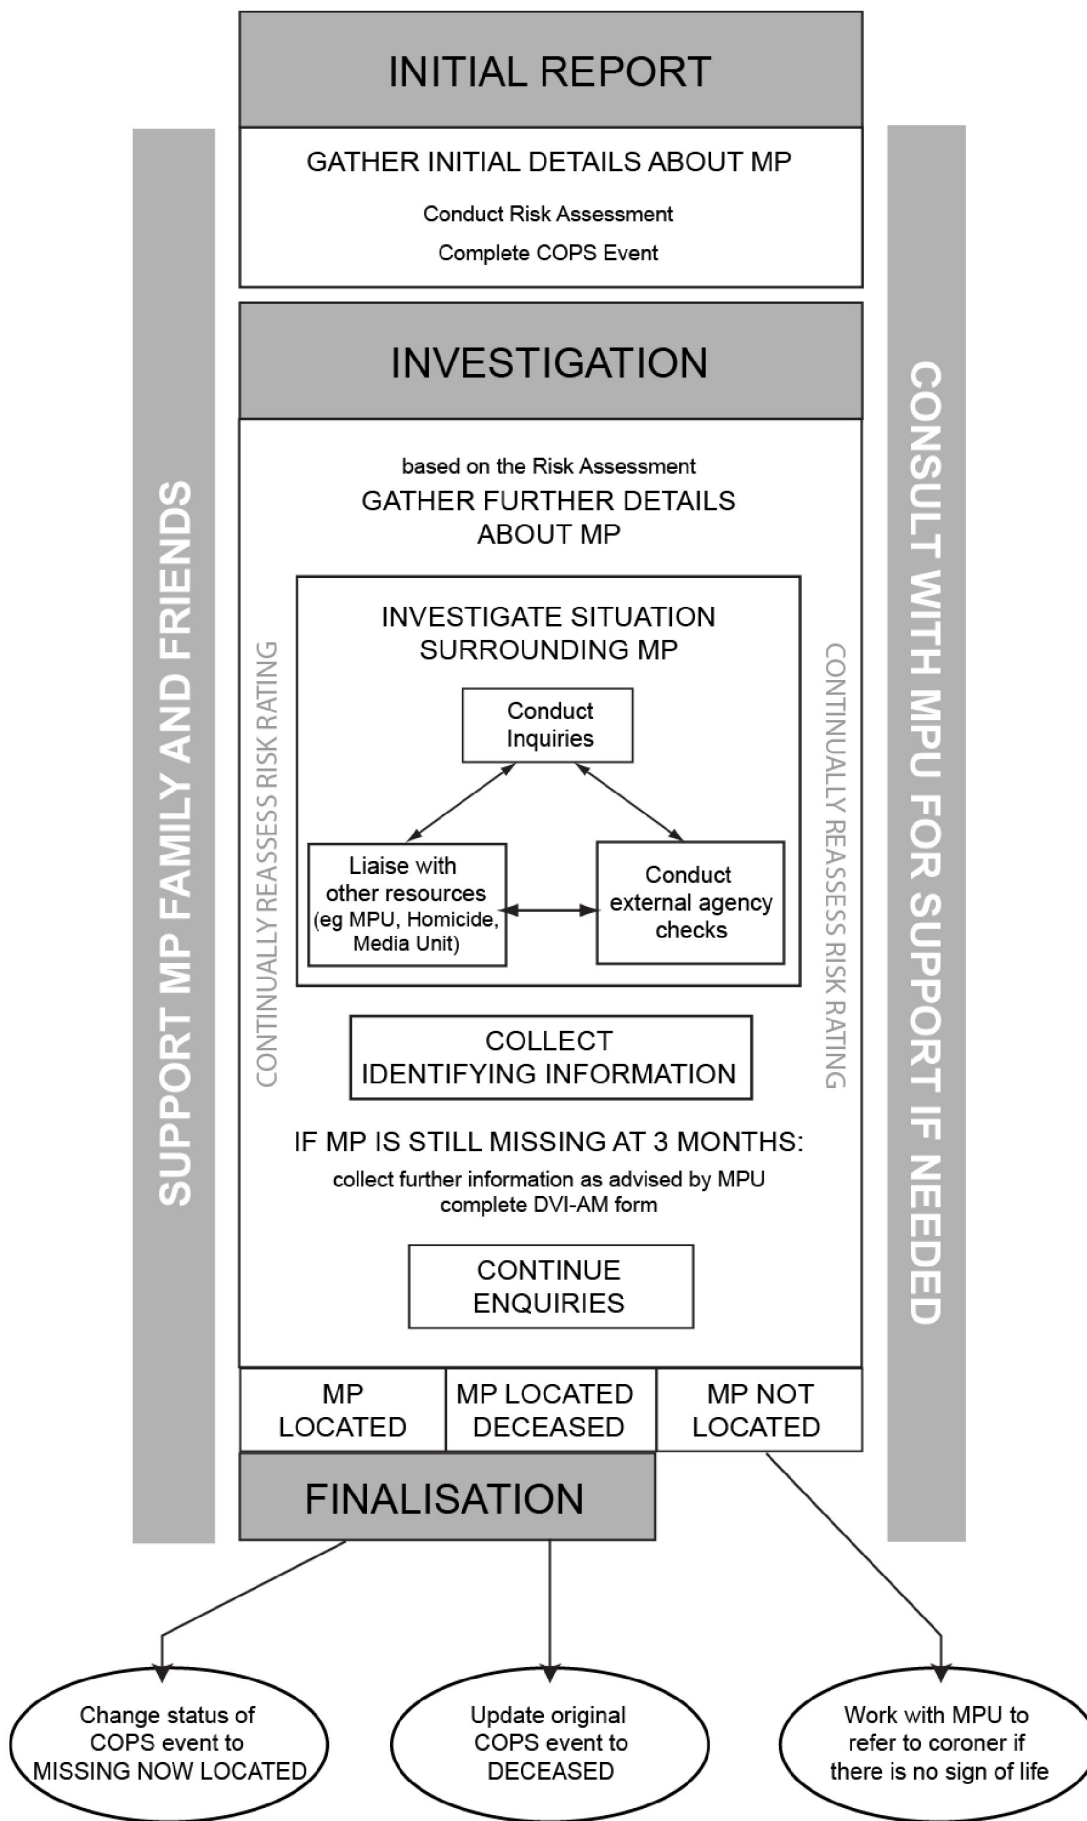 INITIAL REPORT
GATHER INITIAL DETAILS ABOUT MP
Conduct Risk Assessment
Complete COPS Event
INVESTIGATION
based on the Risk Assessment
GATHER FURTHER DETAILS
ABOUT MP
INVESTIGATE SITUATION
SURROUNDING MP
Conduct
Inquiries
Liaise with
other resources
(eg MPU, Homicide,
Media Unit)
Conduct
external agency
checks
COLLECT
IDENTIFYING INFORMATION
IF MP IS STILL MISSING AT 3 MONTHS:
collect further information as advised by MPU
complete DVI-AM form
CONTINUE
ENQUIRIES
CONTINUALLY REASSESS RISK RATING
CONTINUALLY REASSESS RISK RATING
SUPPORT MP FAMILY AND FRIENDS
CONSULT WITH MPU FOR SUPPORT IF NEEDED
MP
LOCATED
MP LOCATED
DECEASED
MP NOT
LOCATED
FINALISATION
Change status of
COPS event to
MISSING NOW LOCATED
Update original
COPS event to
DECEASED
Work with MPU to
refer to coroner if
there is no sign of life